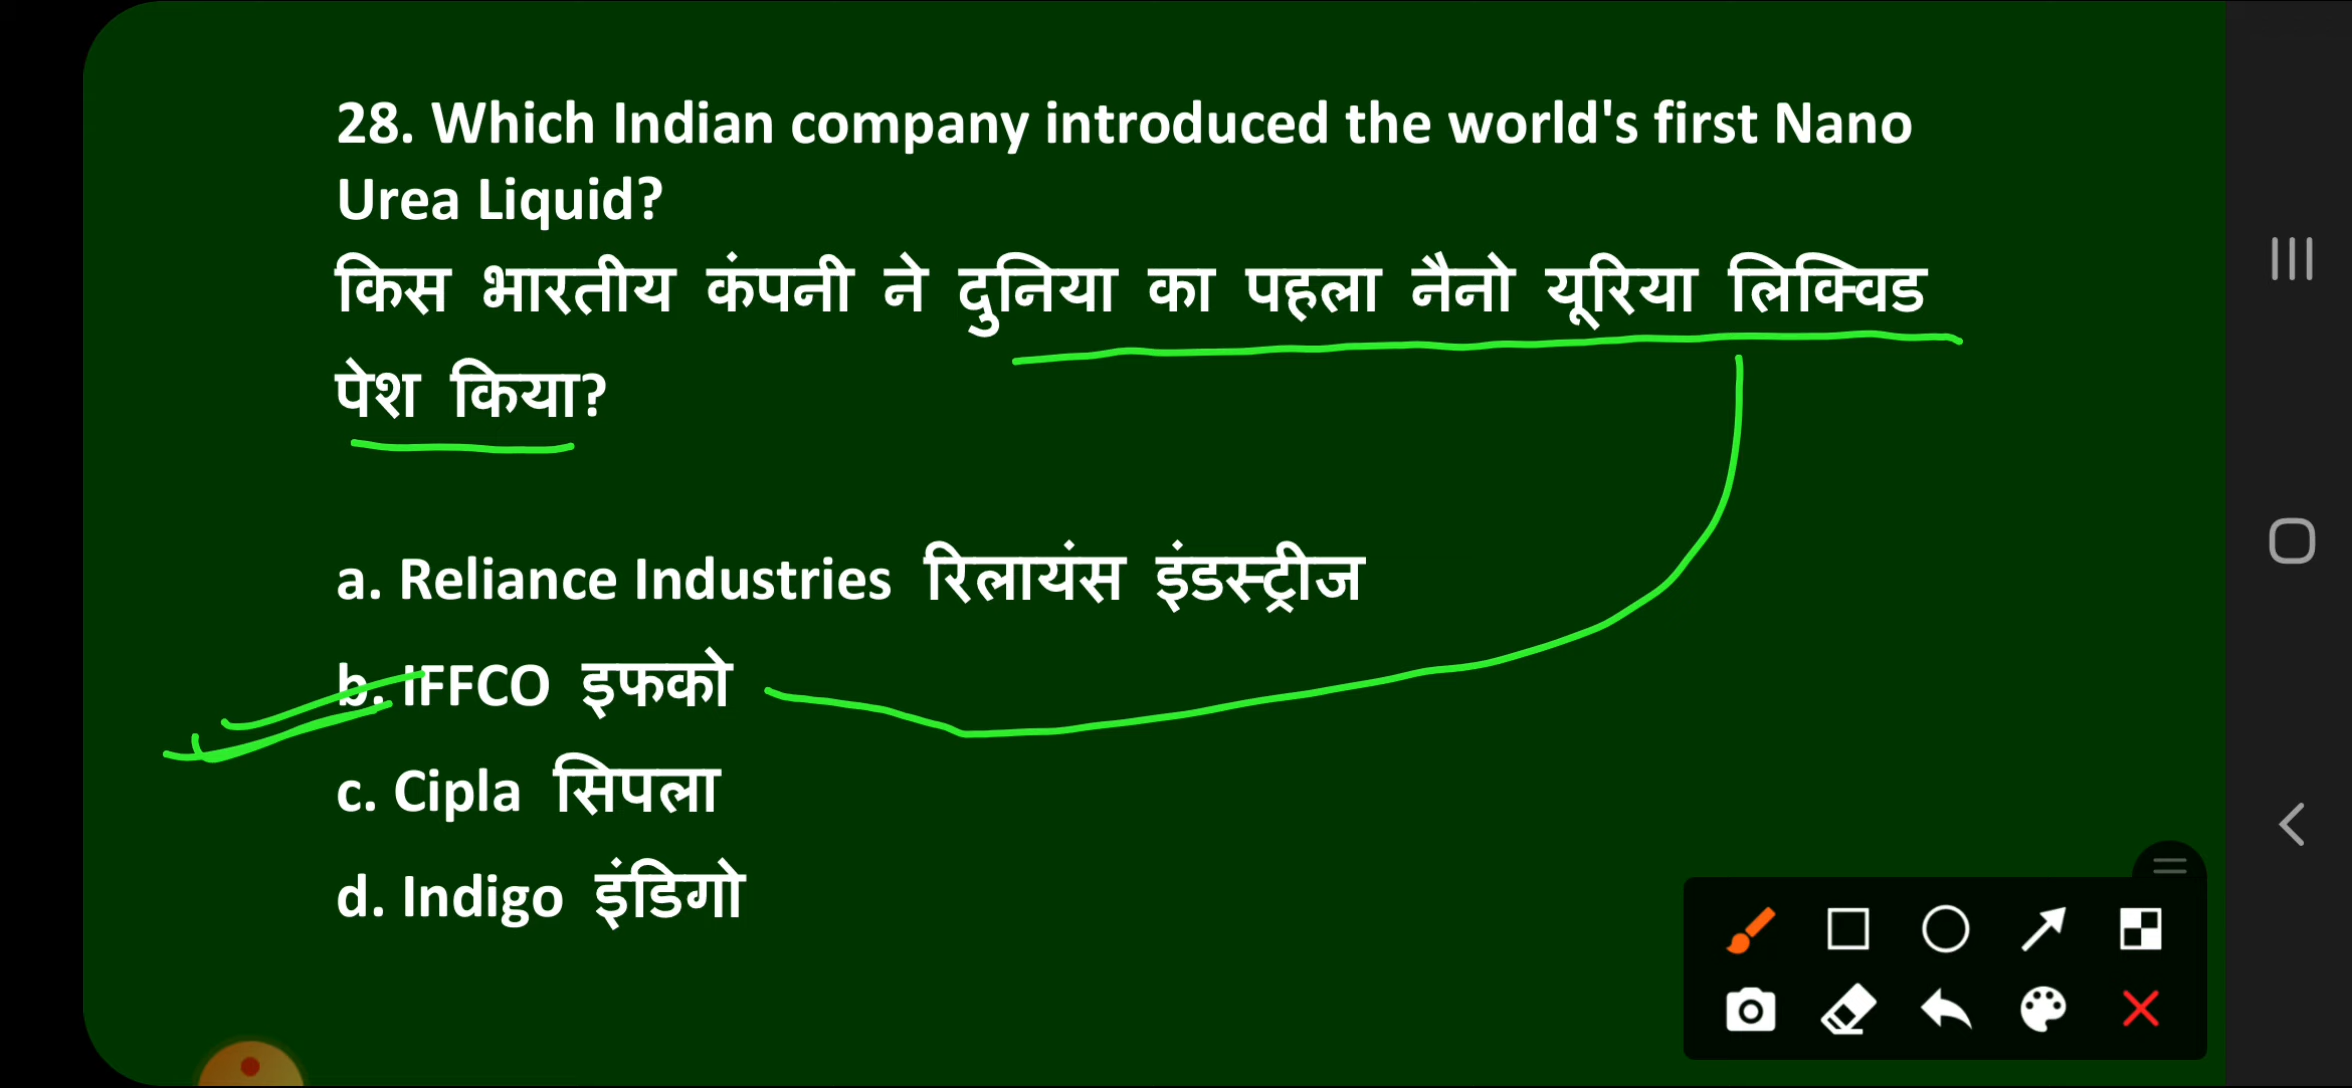 28. Which Indian company introduced the world's first Nano
Urea Liquid?
किस भारतीय कंपनी ने दुनिया का पहला नैनो यूरिया लिक्विड
पेश किया?
a. Reliance Industries रिलायंस इंडस्ट्रीज
b. IFFCO इफको
c. Cipla सिपला
d. Indigo इंडिगो